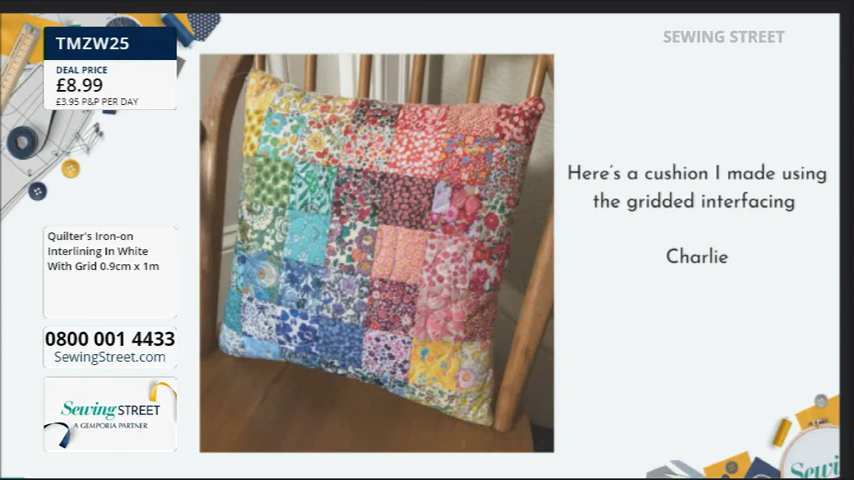 TMZW25
DEAL PRICE
£8.99
£3.95 P&P PER DAY
Quilter's Iron-on
Interlining In White
With Grid 0.9cm x 1m
0800 001 4433
SewingStreet.com
Sewing STREET
A GEMPORIA PARTNER
SEWING STREET
Here's a cushion I made using
the gridded interfacing
Charlie
Sewi